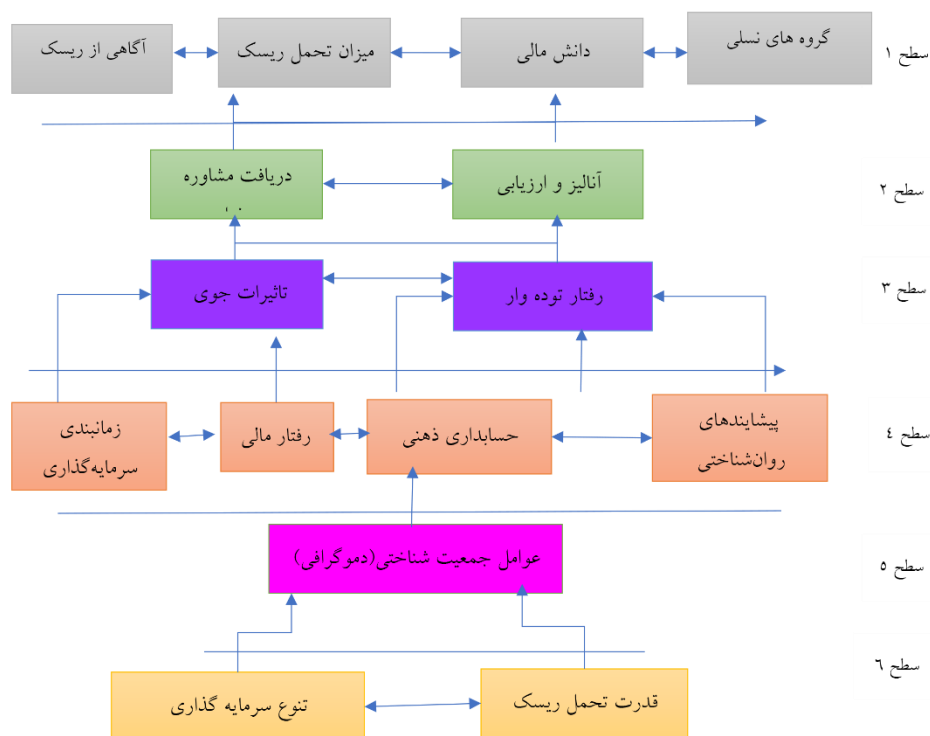 گروه های نسلی
دانش مالی
میزان تحمل ریسک
آگاهی از ریسک
سطح ۱
آنالیز و ارزیابی
دریافت مشاوره
سطح ۲
رفتار توده وار
تاثیرات جوی
سطح ۳
پیشایندهای
روان‌شناختی
حسابداری ذهنی
رفتار مالی
زمانبندی
سرمایه‌گذاری
سطح ٤
عوامل جمعیت شناختی(دموگرافی)
سطح ٥
قدرت تحمل ریسک
تنوع سرمایه گذاری
سطح ٦